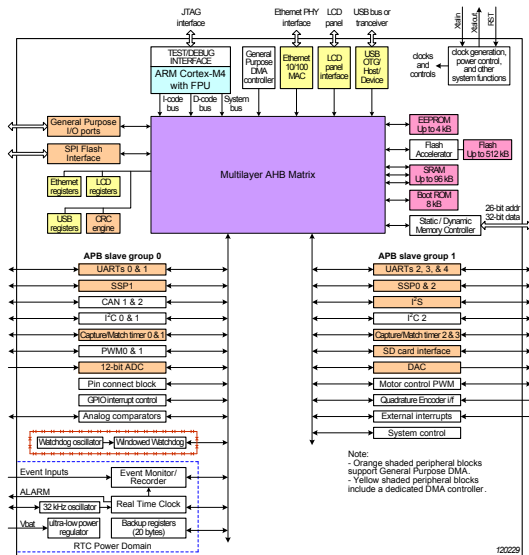 JTAG
interface
Ethernet PHY
interface
LCD
panel
USB bus or
tranceiver
Xtalin
Xtalout
RST
TEST/DEBUG
INTERFACE
ARM Cortex-M4
with FPU
General
Purpose
DMA
controller
Ethernet
10/100
MAC
LCD
panel
interface
USB
OTG/
Host/
Device
clocks
and
controls
clock generation,
power control,
and other
system functions
I-code
bus
D-code
bus
System
bus
General Purpose
I/O ports
SPI Flash
Interface
Ethernet
registers
LCD
registers
USB
registers
CRC
engine
Multilayer AHB Matrix
EEPROM
Up to 4 kB
Flash
Accelerator
Flash
Up to 512 kB
SRAM
Up to 96 kB
Boot ROM
8 kB
26-bit addr
32-bit data
Static / Dynamic
Memory Controller
APB slave group 0
UARTs 0 & 1
SSP1
CAN 1 & 2
I²C 0 & 1
Capture/Match timer 0 & 1
PWM0 & 1
12-bit ADC
Pin connect block
GPIO interrupt control
Analog comparators
Watchdog oscillator
Windowed Watchdog
APB slave group 1
UARTs 2, 3, & 4
SSP0 & 2
I²S
I²C 2
Capture/Match timer 2 & 3
SD card interface
DAC
Motor control PWM
Quadrature Encoder i/f
External interrupts
System control
Event Inputs
Event Monitor/
Recorder
ALARM
32 kHz oscillator
Real Time Clock
Vbat
ultra-low power
regulator
Backup registers
(20 bytes)
RTC Power Domain
Note:
- Orange shaded peripheral blocks
support General Purpose DMA.
- Yellow shaded peripheral blocks
include a dedicated DMA controller.
120229